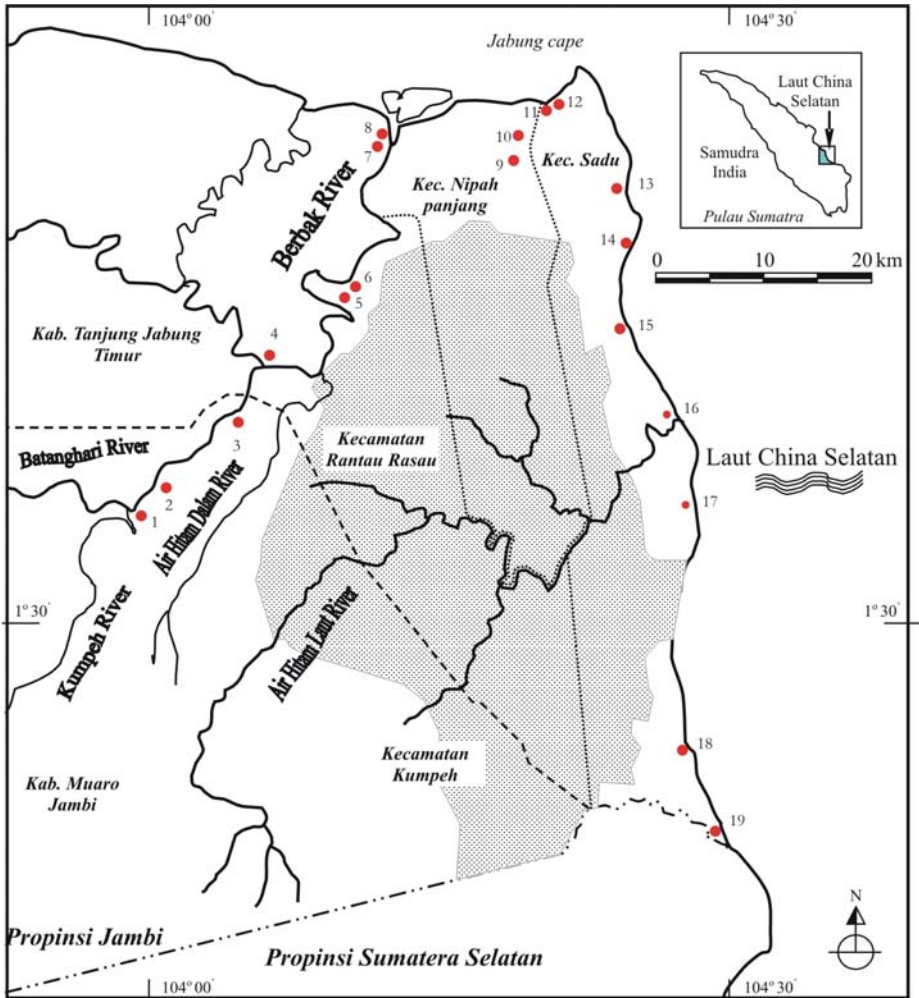 104° 00'
104° 30'
Jabung cape
Laut China
Selatan
Samudra
India
Pulau Sumatra
0 10 20 km
12
11
8
10
7
9
Kec. Sadu
13
Kec. Nipah
panjang
Berbak River
14
6
5
15
Kab. Tanjung Jabung
Timur
4
16
3
Batanghari River
Kecamatan
Rantau Rasau
Laut China Selatan
2
1
17
Air Hitam Dalam River
Kumpeh River
Air Hitam Laut River
1°30'
1°30'
18
Kecamatan
Kumpeh
Kab. Muaro
Jambi
19
N
Propinsi Jambi
Propinsi Sumatera Selatan
104° 00'
104° 30'